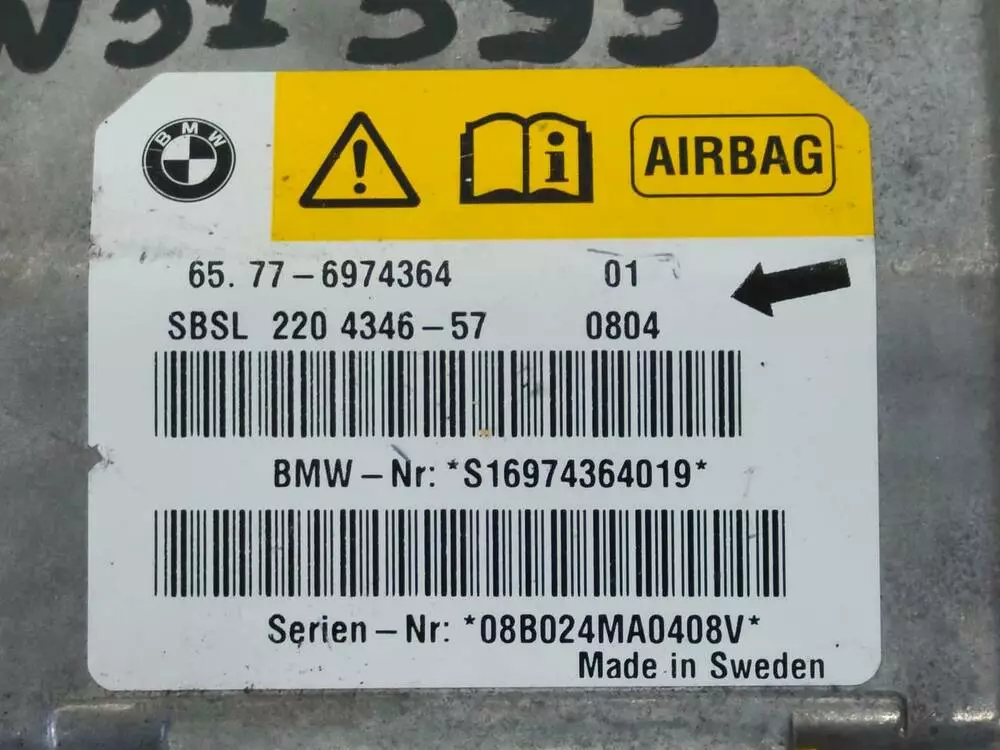 BMW
AIRBAG
65. 77-6974364 01
SBSL 220 4346-57 0804
BMW-Nr: *S16974364019*
Serien-Nr: *08B024MA0408V*
Made in Sweden